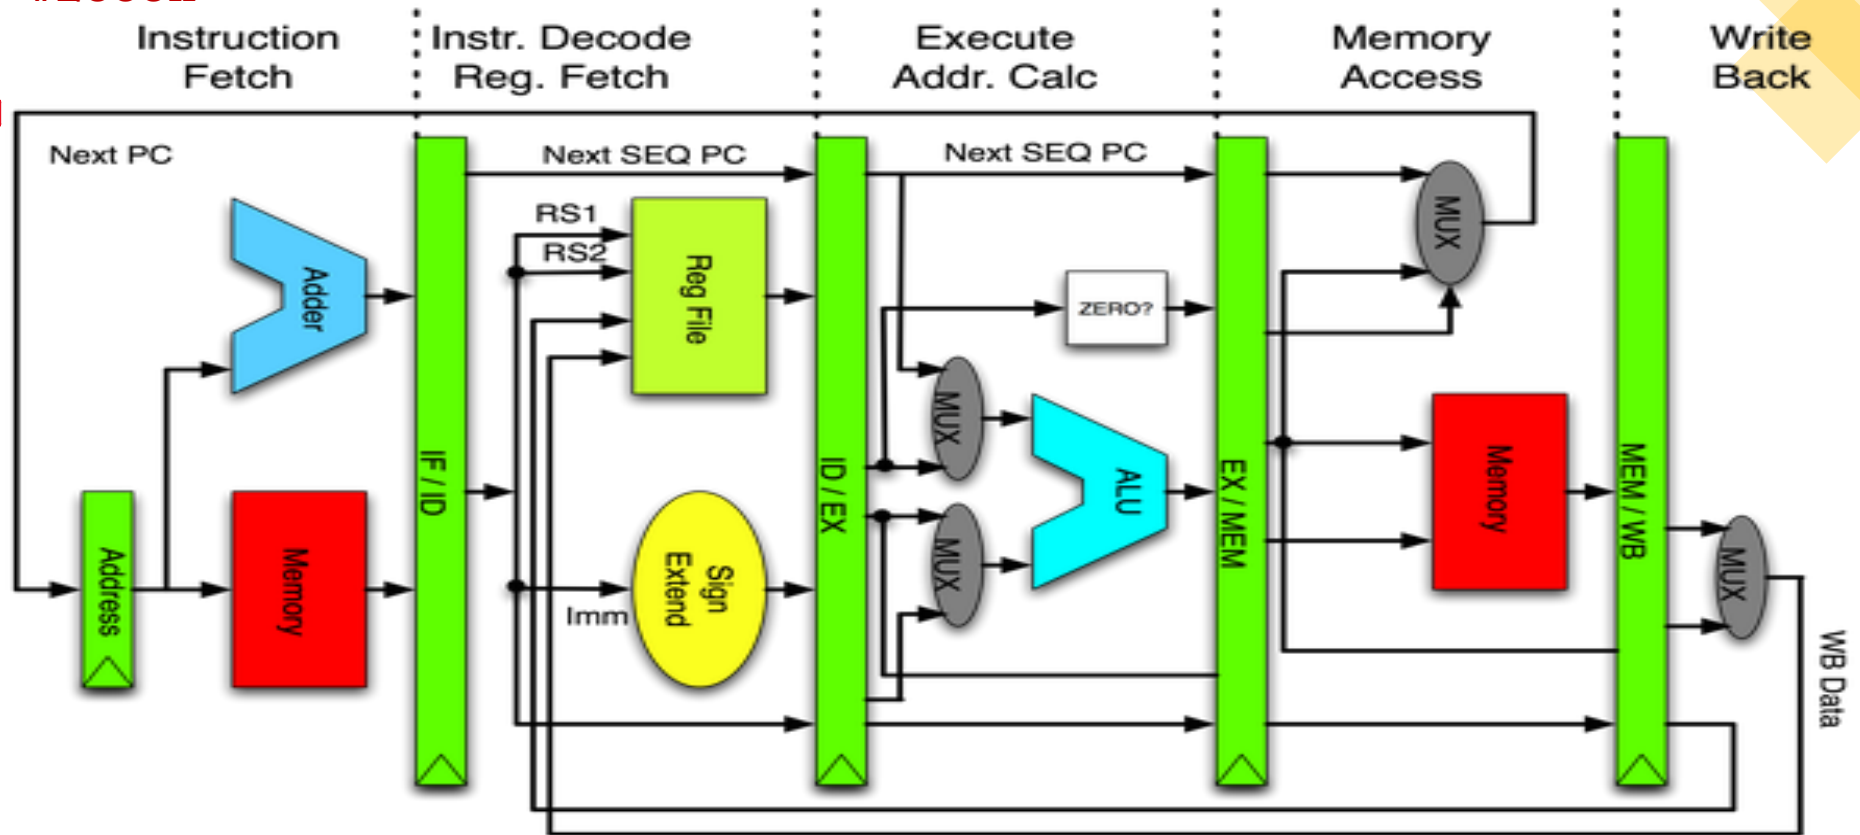 Instruction
Fetch
Instr. Decode
Reg. Fetch
Execute
Addr. Calc
Memory
Access
Write
Back
Next PC
Next SEQ PC
Next SEQ PC
RS1
RS2
Reg File
Adder
ZERO?
MUX
MUX
MUX
MUX
ALU
IF / ID
ID / EX
EX / MEM
MEM / WB
Address
Memory
Sign
Extend
Imm
Memory
WB Data